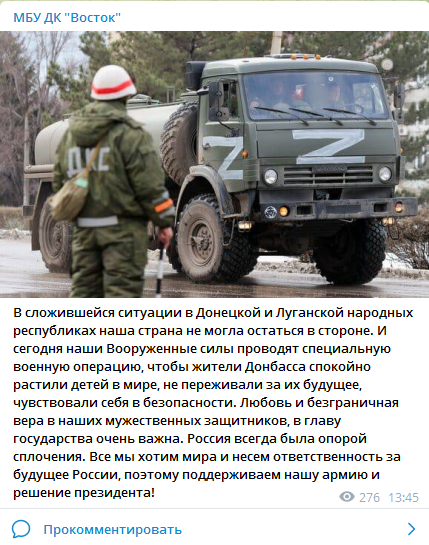 МБУ ДК "Восток"
ДПС
Z Z
В сложившейся ситуации в Донецкой и Луганской народных
республиках наша страна не могла остаться в стороне. И
сегодня наши Вооруженные силы проводят специальную
военную операцию, чтобы жители Донбасса спокойно
растили детей в мире, не переживали за их будущее,
чувствовали себя в безопасности. Любовь и безграничная
вера в наших мужественных защитников, в главу
государства очень важна. Россия всегда была опорой
сплочения. Все мы хотим мира и несем ответственность за
будущее России, поэтому поддерживаем нашу армию и
решение президента!
276 13:45
Прокомментировать